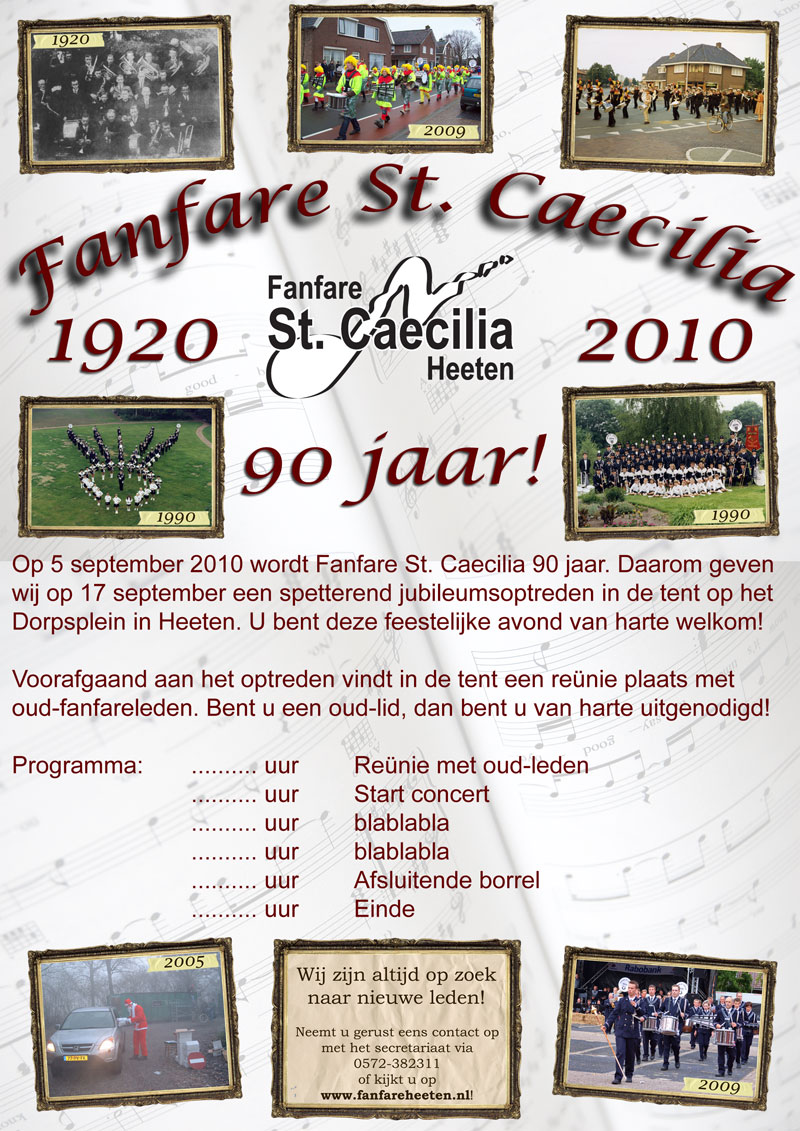 1920
2009
Fanfare St. Caecilia
1920
Fanfare
St. Caecilia
Heeten
2010
90 jaar!
1990
1990
Op 5 september 2010 wordt Fanfare St. Caecilia 90 jaar. Daarom geven
wij op 17 september een spetterend jubileumsoptreden in de tent op het
Dorpsplein in Heeten. U bent deze feestelijke avond van harte welkom!
Voorafgaand aan het optreden vindt in de tent een reünie plaats met
oud-fanfareleden. Bent u een oud-lid, dan bent u van harte uitgenodigd!
Programma: .......... uur Reünie met oud-leden
.......... uur Start concert
.......... uur blablabla
.......... uur blablabla
.......... uur Afsluitende borrel
.......... uur Einde
2005
Wij zijn altijd op zoek
naar nieuwe leden!
Neemt u gerust eens contact op
met het secretariaat via
0572-382311
of kijkt u op
www.fanfareheeten.nl!
Rabobank
2009